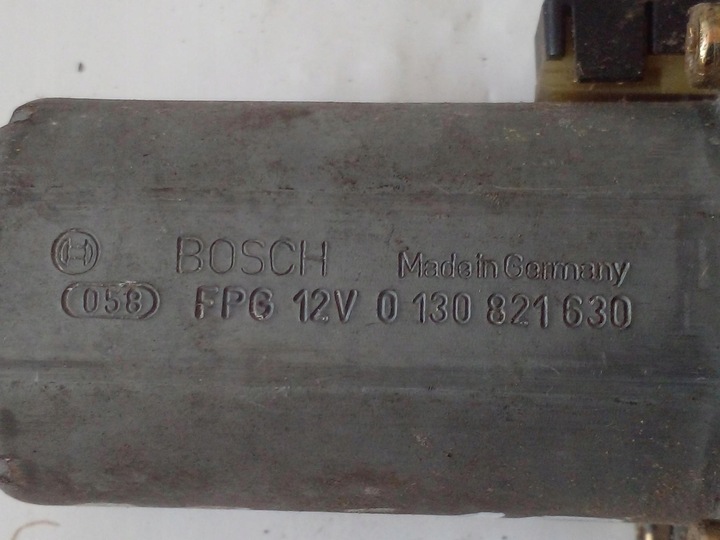 BOSCH Made in Germany
058 FPG 12V 0 130 821 630